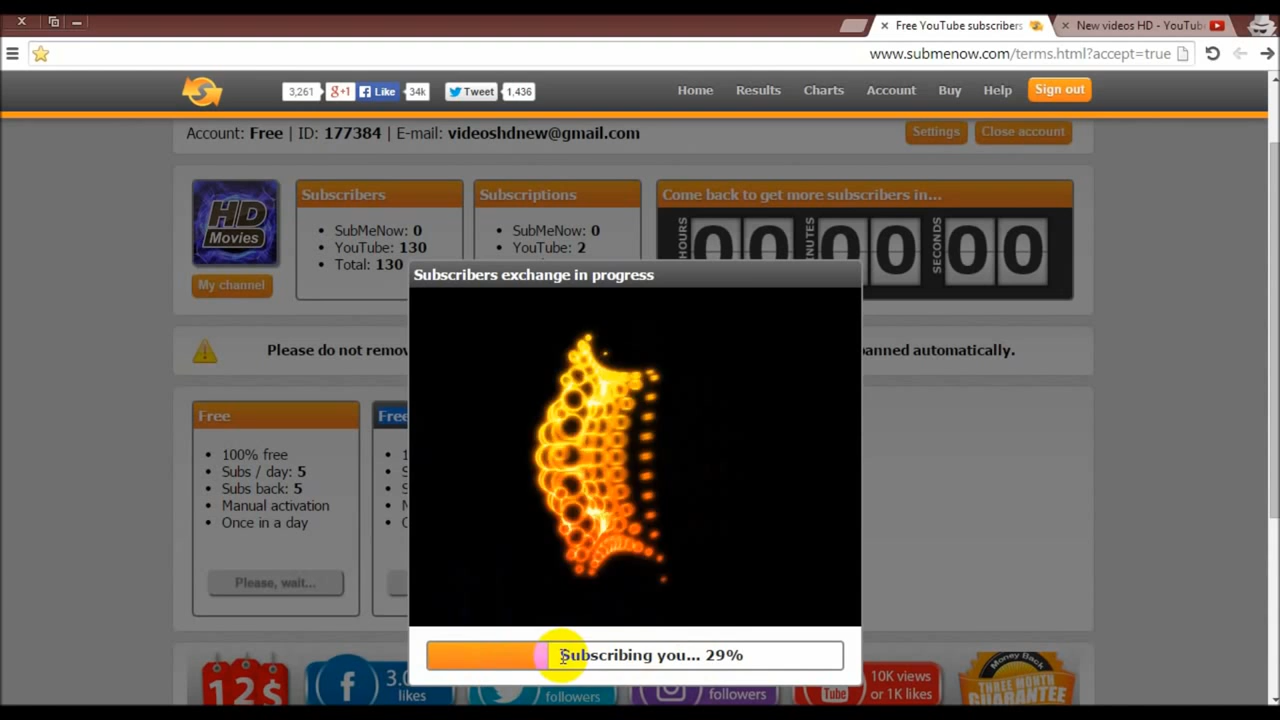 Free YouTube subscribers
New videos HD - YouTub
www.submenow.com/terms.html?accept=true
3,261
g+1
Like
34k
Tweet
1,436
Home
Results
Charts
Account
Buy
Help
Sign out
Account: Free | ID: 177384 | E-mail: videoshdnew@gmail.com
Settings
Close account
HD
Movies
My channel
Subscribers
SubMeNow: 0
YouTube: 130
Total: 130
Subscriptions
SubMeNow: 0
YouTube: 2
Come back to get more subscribers in...
HOURS
00
MINUTES
00
SECONDS
00
Subscribers exchange in progress
Please do not remov
banned automatically.
Free
100% free
Subs / day: 5
Subs back: 5
Manual activation
Once in a day
Please, wait...
Free
Subscribing you... 29%
12$
3.0
likes
followers
followers
Tube
10K views
or 1K likes
Money Back
THREE MONTH
GUARANTEE